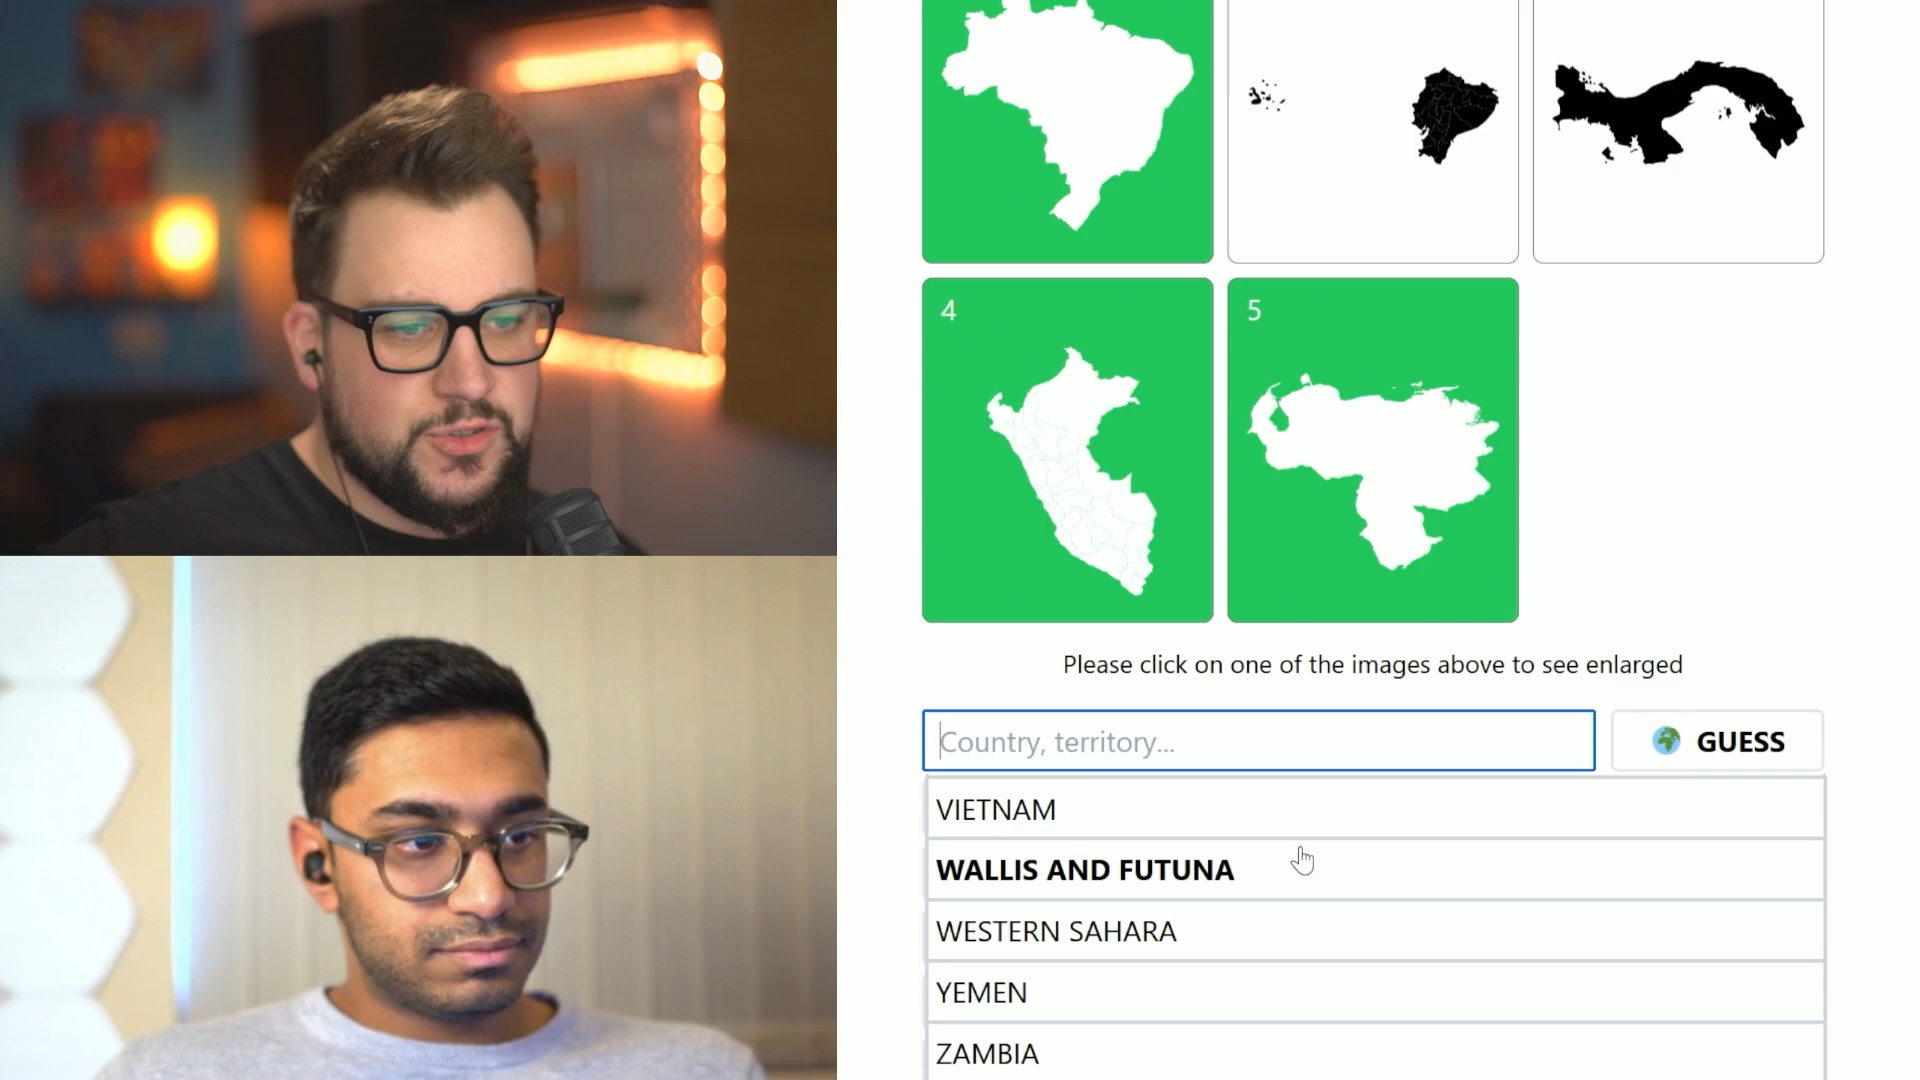 4
5
Please click on one of the images above to see enlarged
Country, territory...
GUESS
VIETNAM
WALLIS AND FUTUNA
WESTERN SAHARA
YEMEN
ZAMBIA